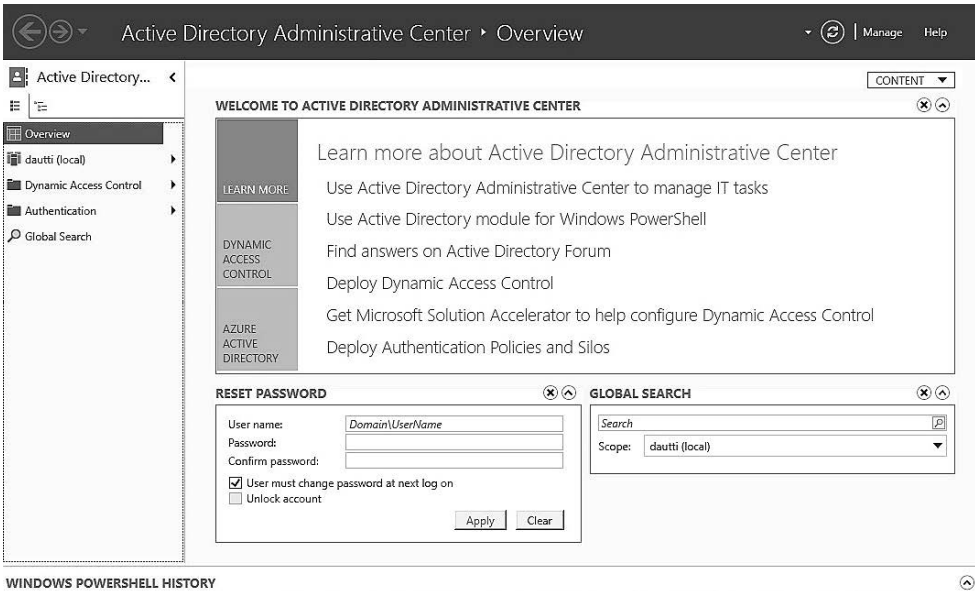 Active Directory Administrative Center ‣ Overview
Manage
Help
Active Directory...
CONTENT
Overview
dautti (local)
Dynamic Access Control
Authentication
Global Search
WELCOME TO ACTIVE DIRECTORY ADMINISTRATIVE CENTER
LEARN MORE
DYNAMIC
ACCESS
CONTROL
AZURE
ACTIVE
DIRECTORY
Learn more about Active Directory Administrative Center
Use Active Directory Administrative Center to manage IT tasks
Use Active Directory module for Windows PowerShell
Find answers on Active Directory Forum
Deploy Dynamic Access Control
Get Microsoft Solution Accelerator to help configure Dynamic Access Control
Deploy Authentication Policies and Silos
RESET PASSWORD
User name:
Domain\UserName
Password:
Confirm password:
User must change password at next log on
Unlock account
Apply
Clear
GLOBAL SEARCH
Search
Scope:
dautti (local)
WINDOWS POWERSHELL HISTORY